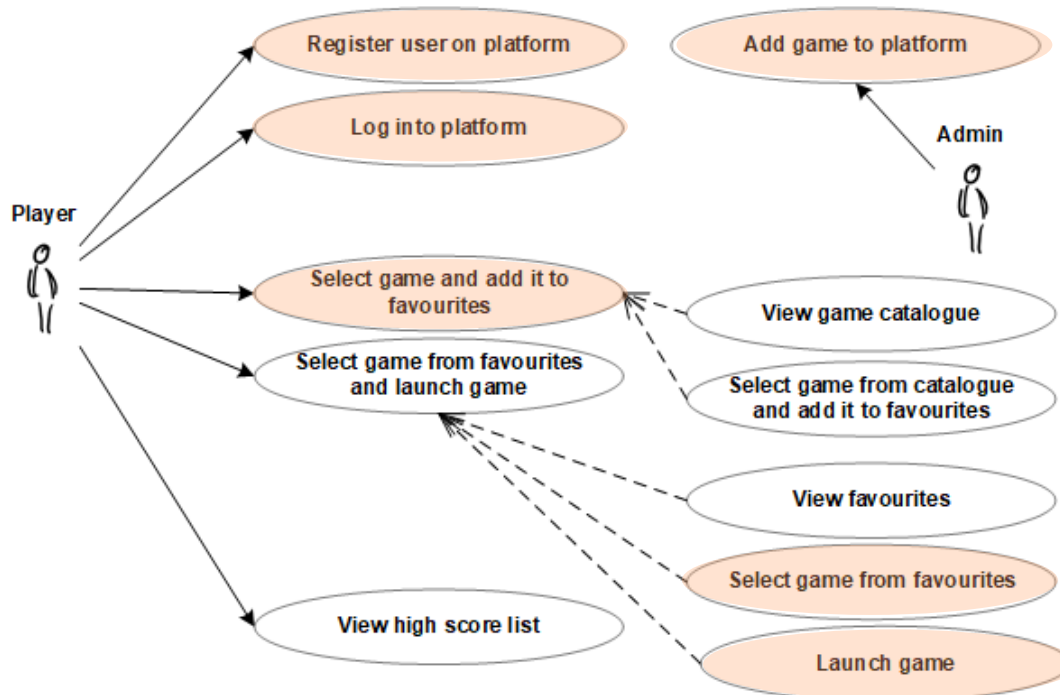 Register user on platform
Add game to platform
Log into platform
Admin
Player
Select game and add it to
favourites
View game catalogue
Select game from favourites
and launch game
Select game from catalogue
and add it to favourites
View favourites
Select game from favourites
View high score list
Launch game